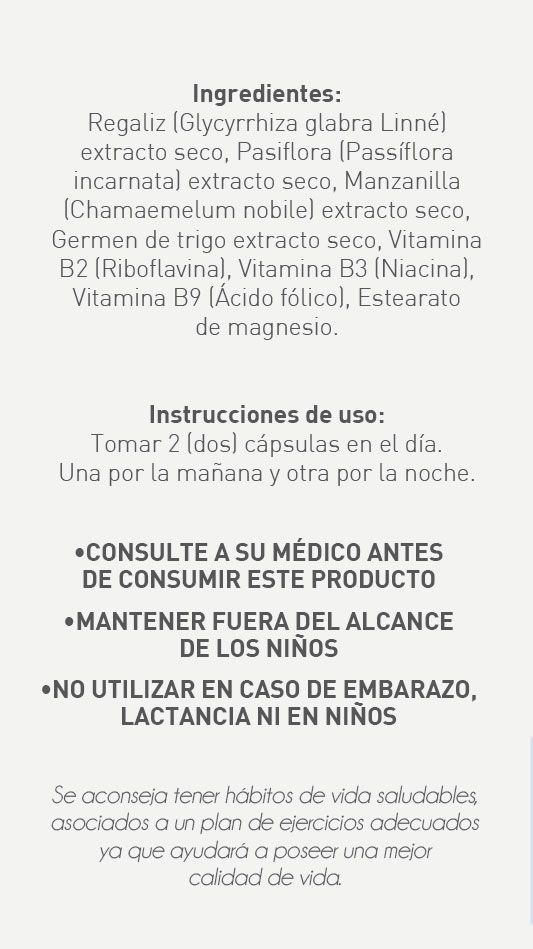 Ingredientes:
Regaliz (Glycyrrhiza glabra Linné)
extracto seco, Pasiflora (Passíflora
incarnata) extracto seco, Manzanilla
(Chamaemelum nobile) extracto seco,
Germen de trigo extracto seco, Vitamina
B2 (Riboflavina), Vitamina B3 (Niacina),
Vitamina B9 (Ácido fólico), Estearato
de magnesio.
Instrucciones de uso:
Tomar 2 (dos) cápsulas en el día.
Una por la mañana y otra por la noche.
•CONSULTE A SU MÉDICO ANTES
DE CONSUMIR ESTE PRODUCTO
•MANTENER FUERA DEL ALCANCE
DE LOS NIÑOS
•NO UTILIZAR EN CASO DE EMBARAZO,
LACTANCIA NI EN NIÑOS
Se aconseja tener hábitos de vida saludables,
asociados a un plan de ejercicios adecuados
ya que ayudará a poseer una mejor
calidad de vida.